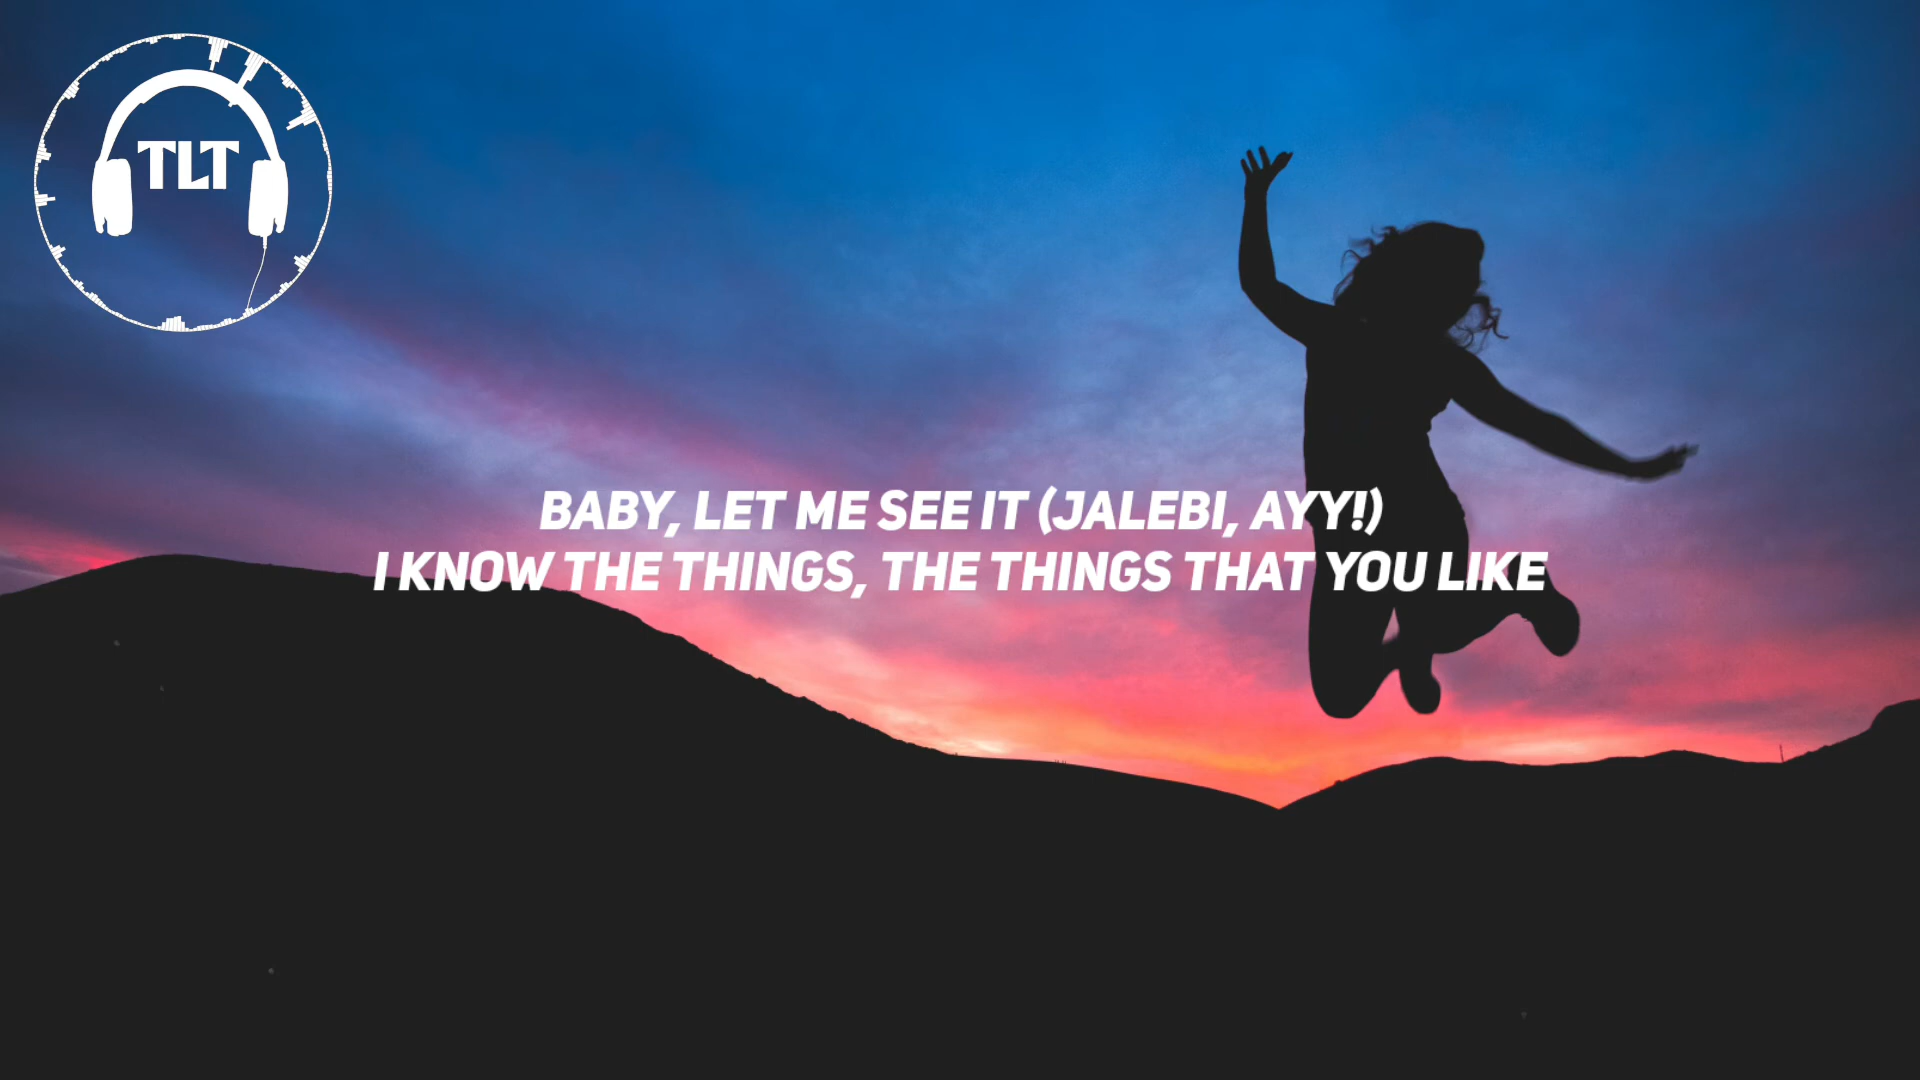 TLT
BABY, LET ME SEE IT (JALEBI, AYY!)
I KNOW THE THINGS, THE THINGS THAT YOU LIKE